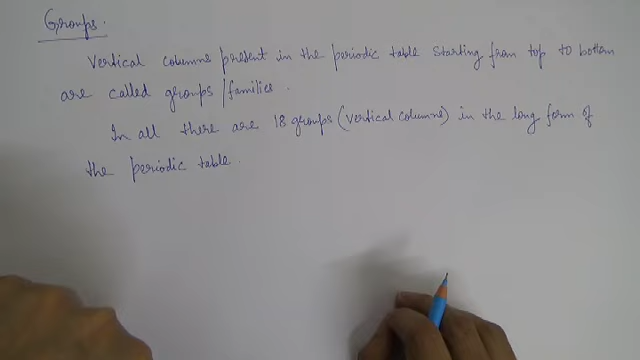 Groups.
Vertical columns present in the periodic table starting from top to bottom
are called groups/families.
In all there are 18 groups (vertical columns) in the long form of
the periodic table.